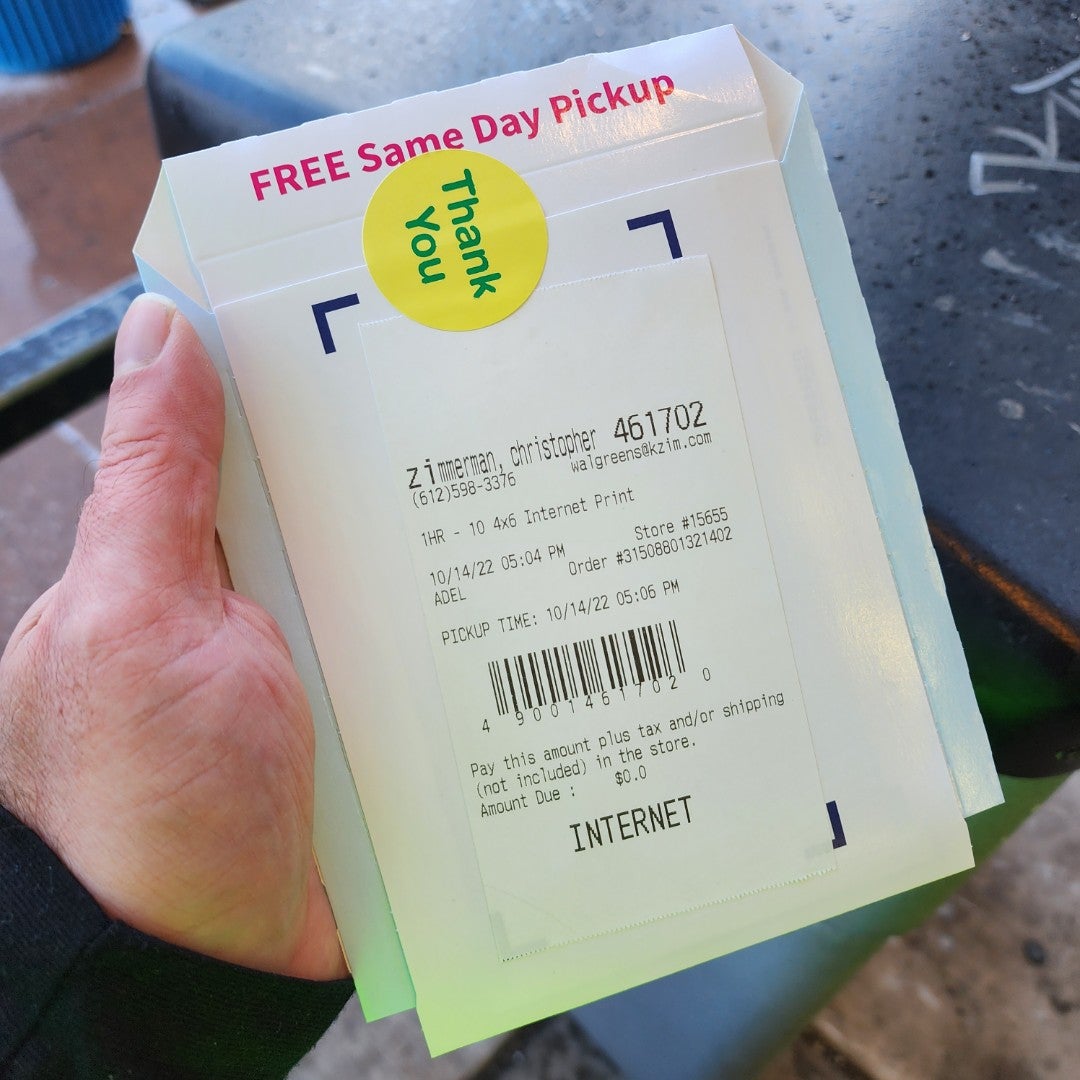 FREE Same Day Pickup
Thank
You
zimmerman, christopher 461702
(612)598-3376 walgreens@kzim.com
1HR - 10 4x6 Internet Print
Store #15655
10/14/22 05:04 PM
Order #31508801321402
ADEL
PICKUP TIME: 10/14/22 05:06 PM
4 9001461702 0
Pay this amount plus tax and/or shipping
(not included) in the store.
Amount Due : $0.0
INTERNET